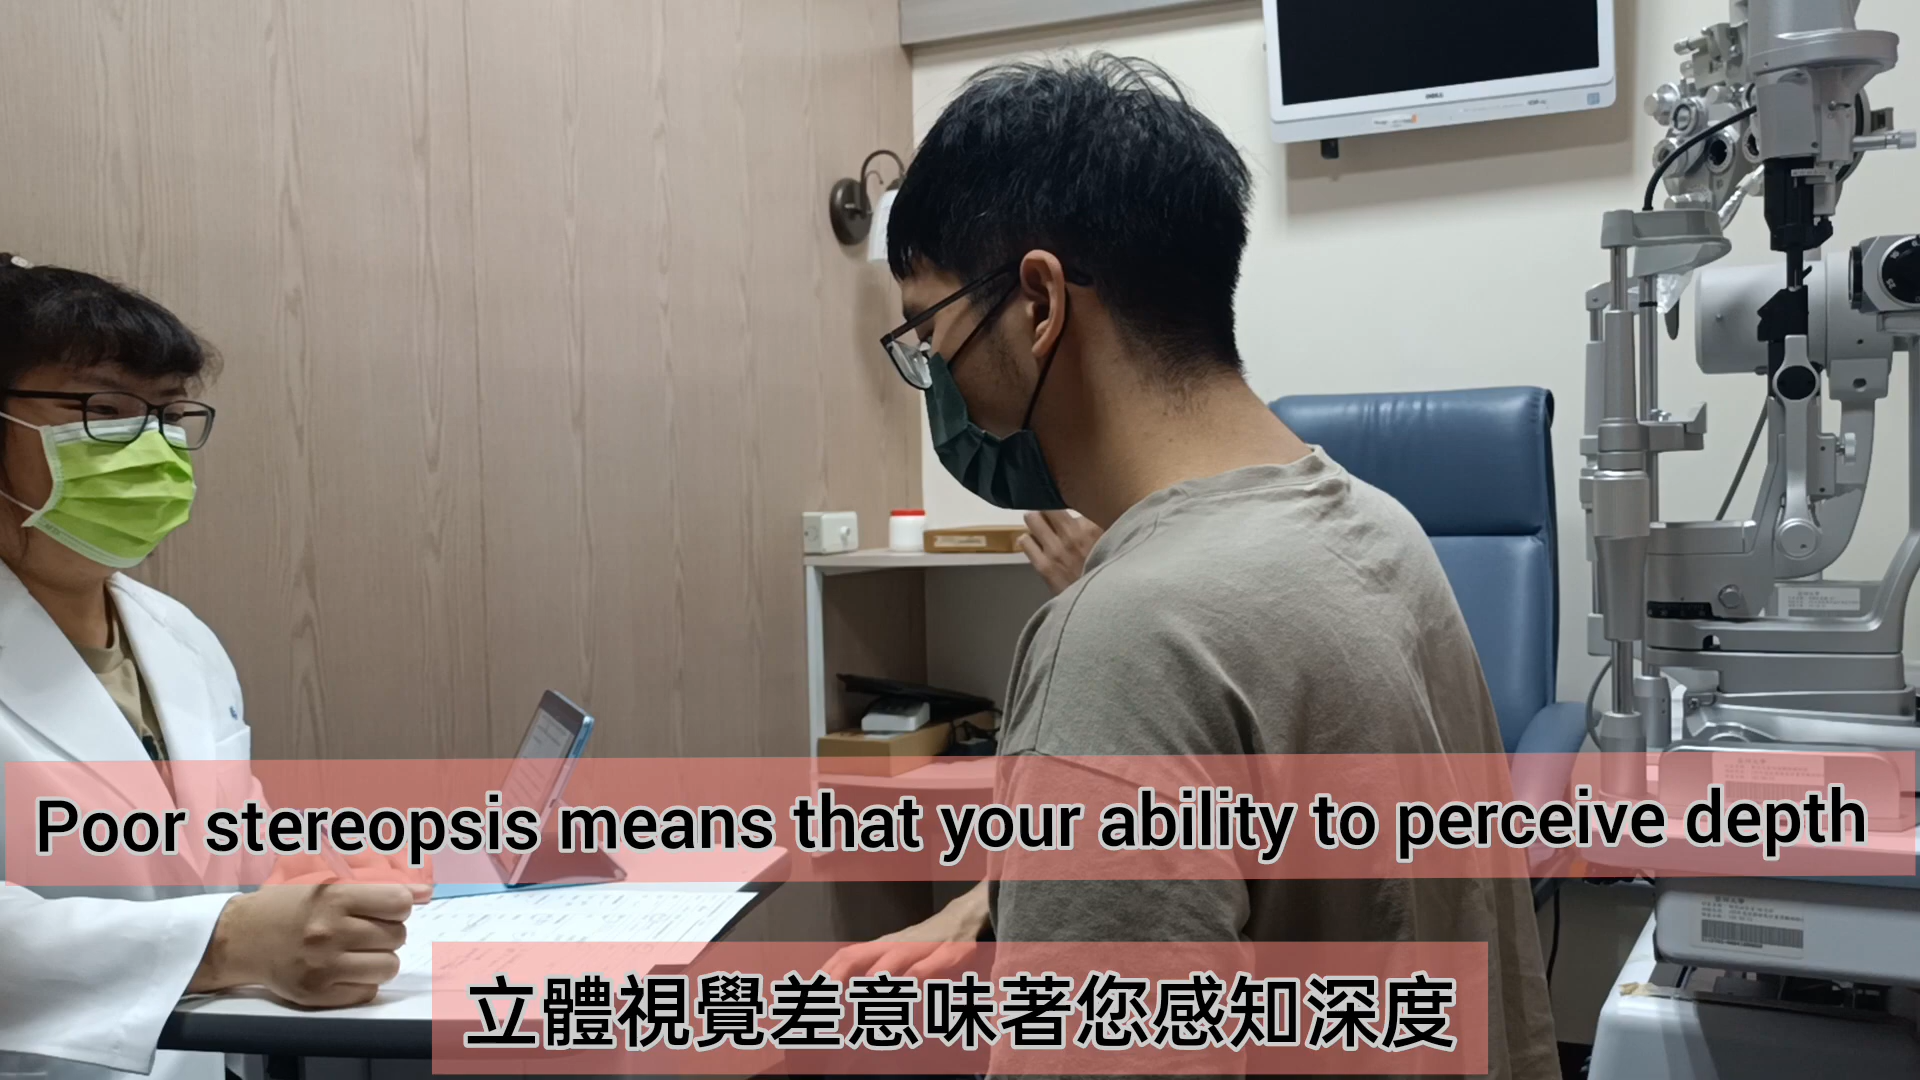 DELL
Poor stereopsis means that your ability to perceive depth
立體視覺差意味著您感知深度